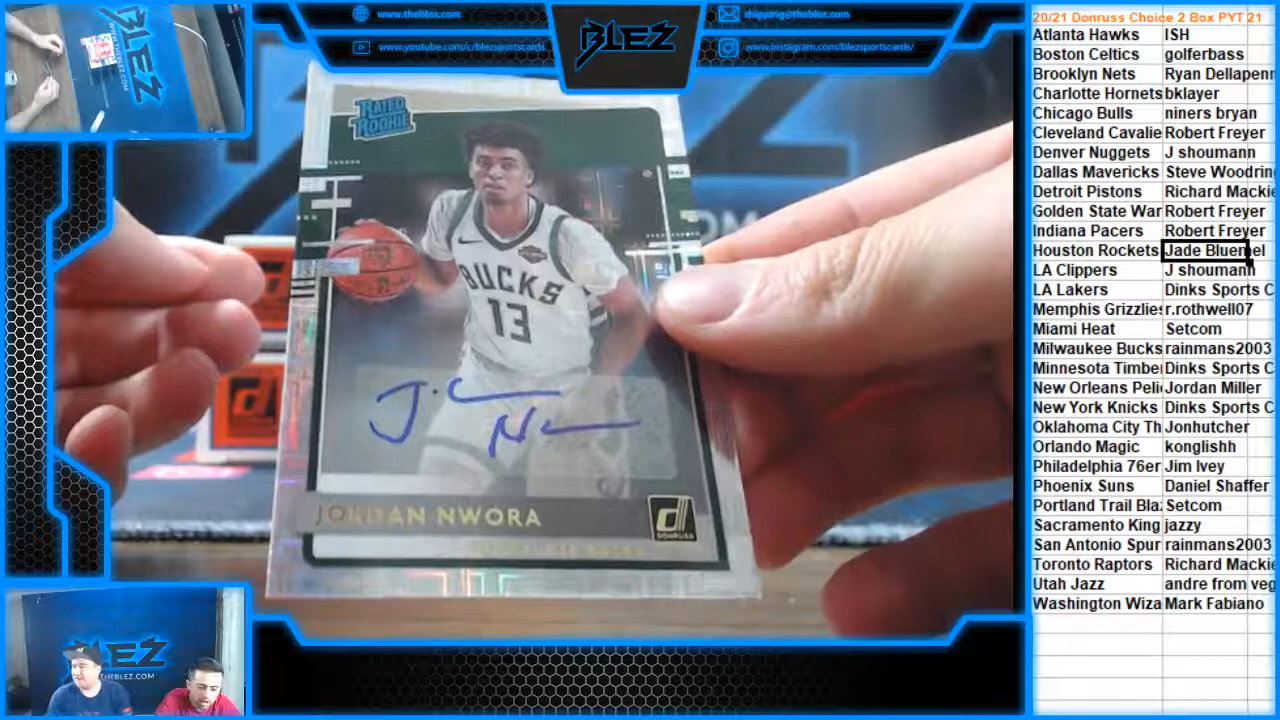 www.theblez.com
www.youtube.com/c/blezsportscards/
BLEZ
shipping@theblez.com
www.instagram.com/blezsportscards/
BLEZ
RATED ROOKIE
BUCKS
13
JORDAN NWORA
DONRUSS
BLEZ
THEBLEZ.COM
20/21 Donruss Choice 2 Box PYT 21
Atlanta Hawks ISH
Boston Celtics golferbass
Brooklyn Nets Ryan Dellapenn
Charlotte Hornets bklayer
Chicago Bulls niners bryan
Cleveland Cavalie Robert Freyer
Denver Nuggets J shoumann
Dallas Mavericks Steve Woodring
Detroit Pistons Richard Mackie
Golden State War Robert Freyer
Indiana Pacers Robert Freyer
Houston Rockets Jade Bluemel
LA Clippers J shoumann
LA Lakers Dinks Sports C
Memphis Grizzlies r.rothwell07
Miami Heat Setcom
Milwaukee Bucks rainmans2003
Minnesota Timber Dinks Sports C
New Orleans Peli Jordan Miller
New York Knicks Dinks Sports C
Oklahoma City Th Jonhutcher
Orlando Magic konglishh
Philadelphia 76er Jim Ivey
Phoenix Suns Daniel Shaffer
Portland Trail Bla Setcom
Sacramento King jazzy
San Antonio Spur rainmans2003
Toronto Raptors Richard Mackie
Utah Jazz andre from veg
Washington Wiza Mark Fabiano